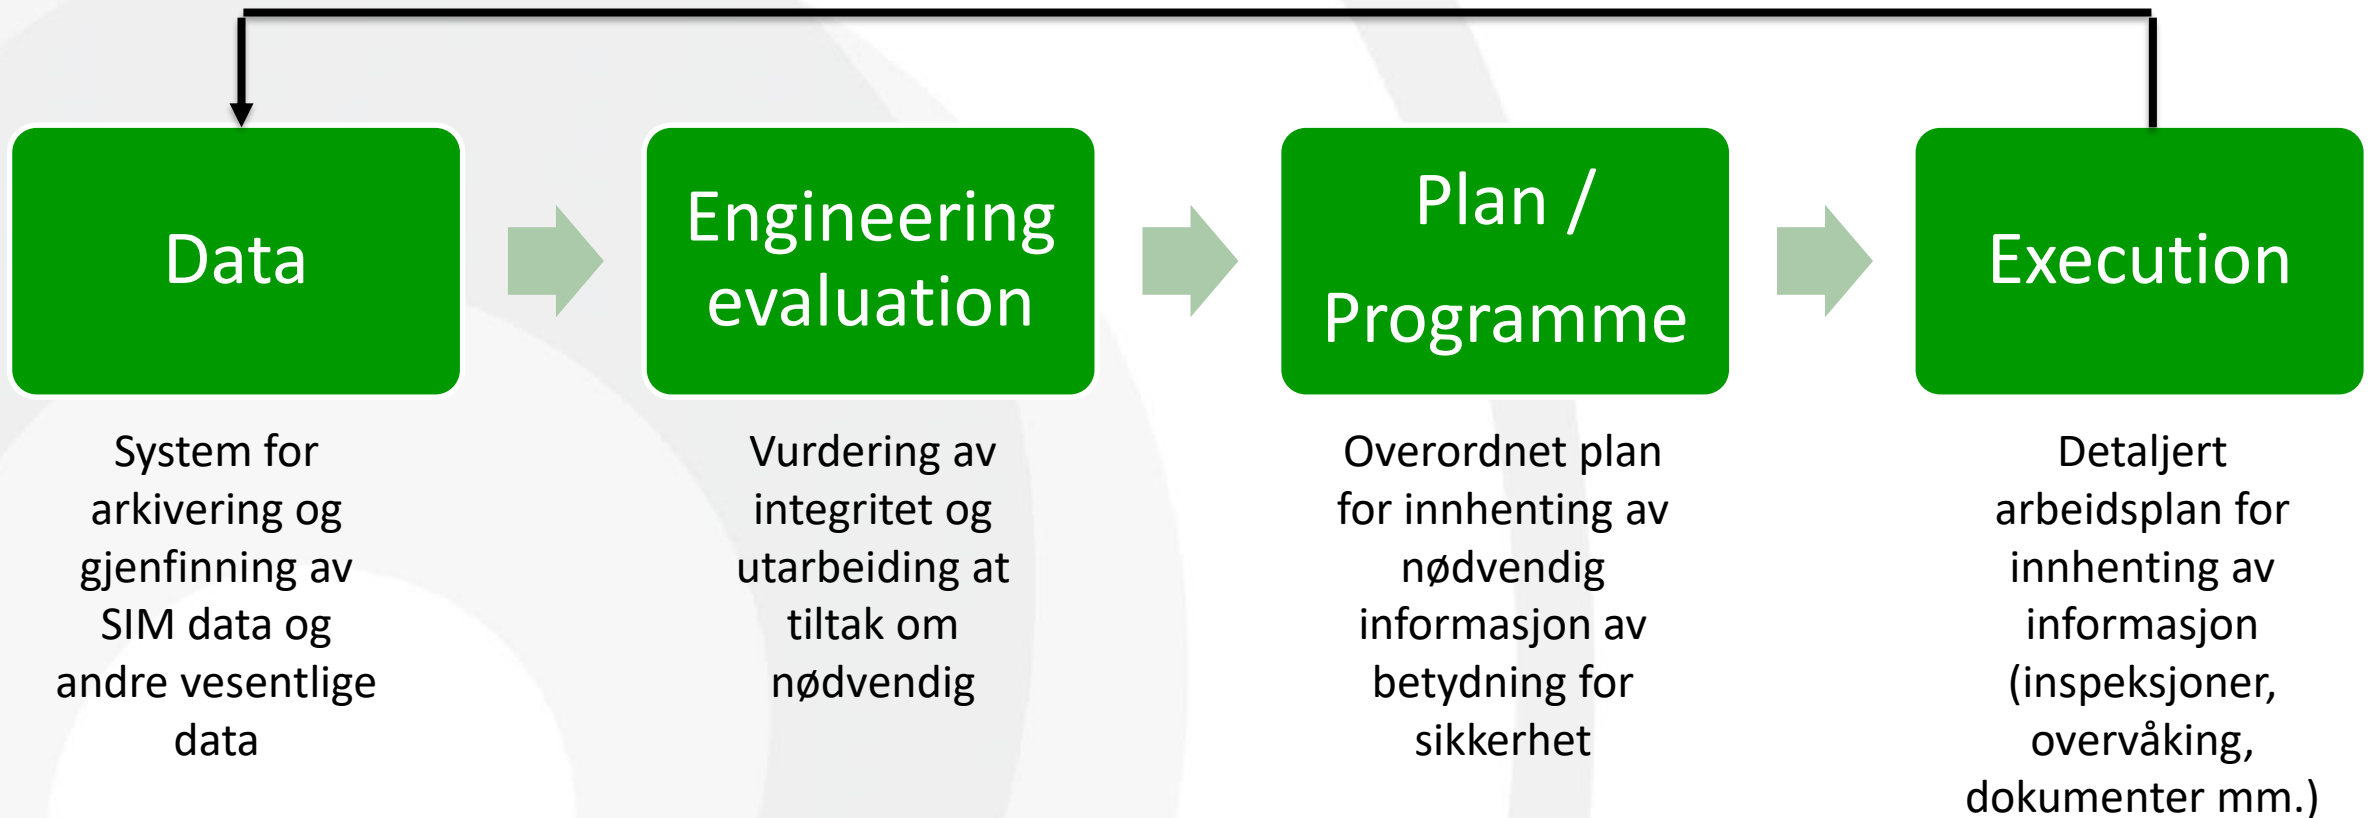 Data
Engineering
evaluation
Plan /
Programme
Execution
System for
arkivering og
gjenfinning av
SIM data og
andre vesentlige
data
Vurdering av
integritet og
utarbeiding at
tiltak om
nødvendig
Overordnet plan
for innhenting av
nødvendig
informasjon av
betydning for
sikkerhet
Detaljert
arbeidsplan for
innhenting av
informasjon
(inspeksjoner,
overvåking,
dokumenter mm.)